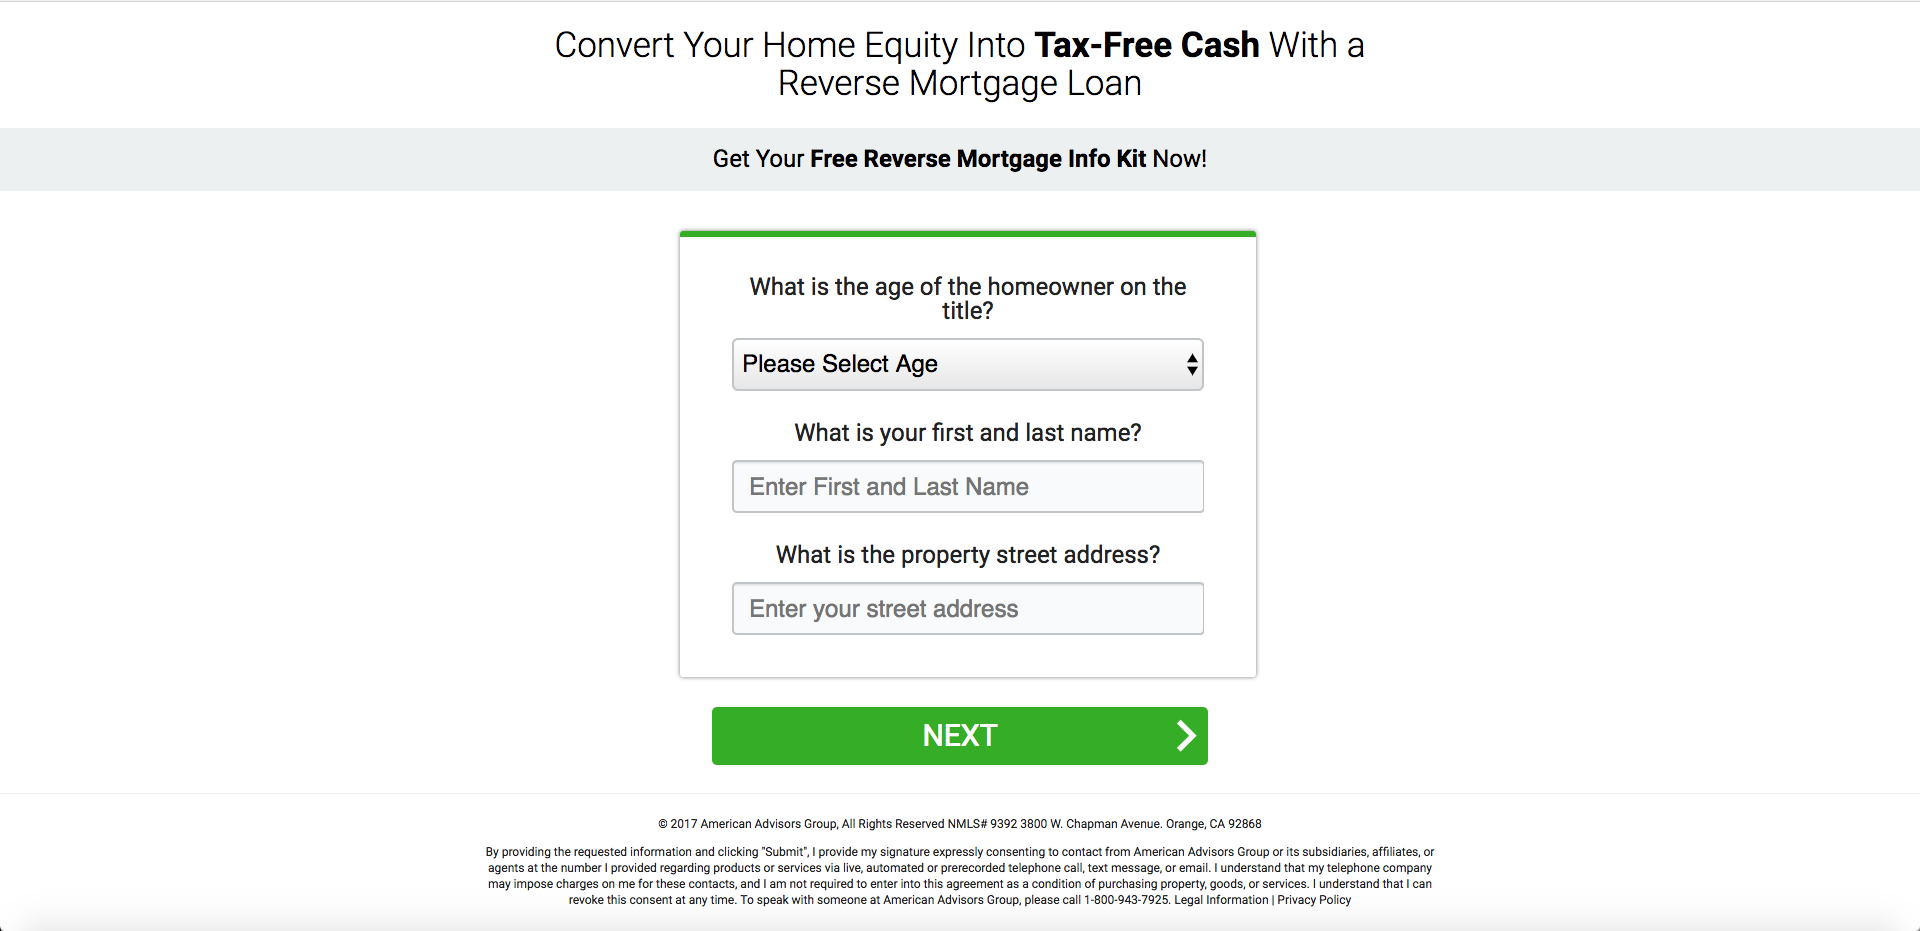 Convert Your Home Equity Into Tax-Free Cash With a
Reverse Mortgage Loan
Get Your Free Reverse Mortgage Info Kit Now!
What is the age of the homeowner on the
title?
Please Select Age
What is your first and last name?
Enter First and Last Name
What is the property street address?
Enter your street address
NEXT
© 2017 American Advisors Group, All Rights Reserved NMLS# 9392 3800 W. Chapman Avenue. Orange, CA 92868
By providing the requested information and clicking "Submit", I provide my signature expressly consenting to contact from American Advisors Group or its subsidiaries, affiliates, or
agents at the number I provided regarding products or services via live, automated or prerecorded telephone call, text message, or email. I understand that my telephone company
may impose charges on me for these contacts, and I am not required to enter into this agreement as a condition of purchasing property, goods, or services. I understand that I can
revoke this consent at any time. To speak with someone at American Advisors Group, please call 1-800-943-7925. Legal Information | Privacy Policy